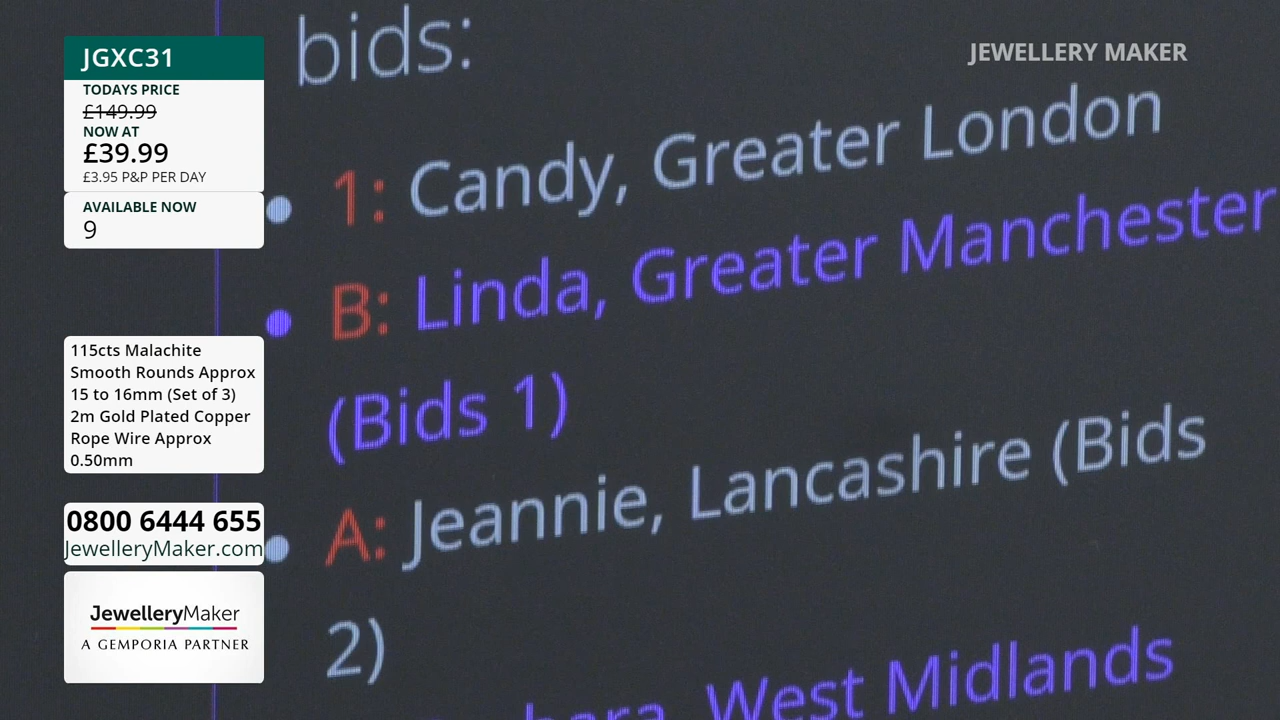 JGXC31
TODAYS PRICE
£149.99
NOW AT
£39.99
£3.95 P&P PER DAY
AVAILABLE NOW
9
115cts Malachite
Smooth Rounds Approx
15 to 16mm (Set of 3)
2m Gold Plated Copper
Rope Wire Approx
0.50mm
0800 6444 655
JewelleryMaker.com
JewelleryMaker
A GEMPORIA PARTNER
JEWELLERY MAKER
bids:
• 1: Candy, Greater London
• B: Linda, Greater Manchester
(Bids 1)
• A: Jeannie, Lancashire (Bids
2)
West Midlands